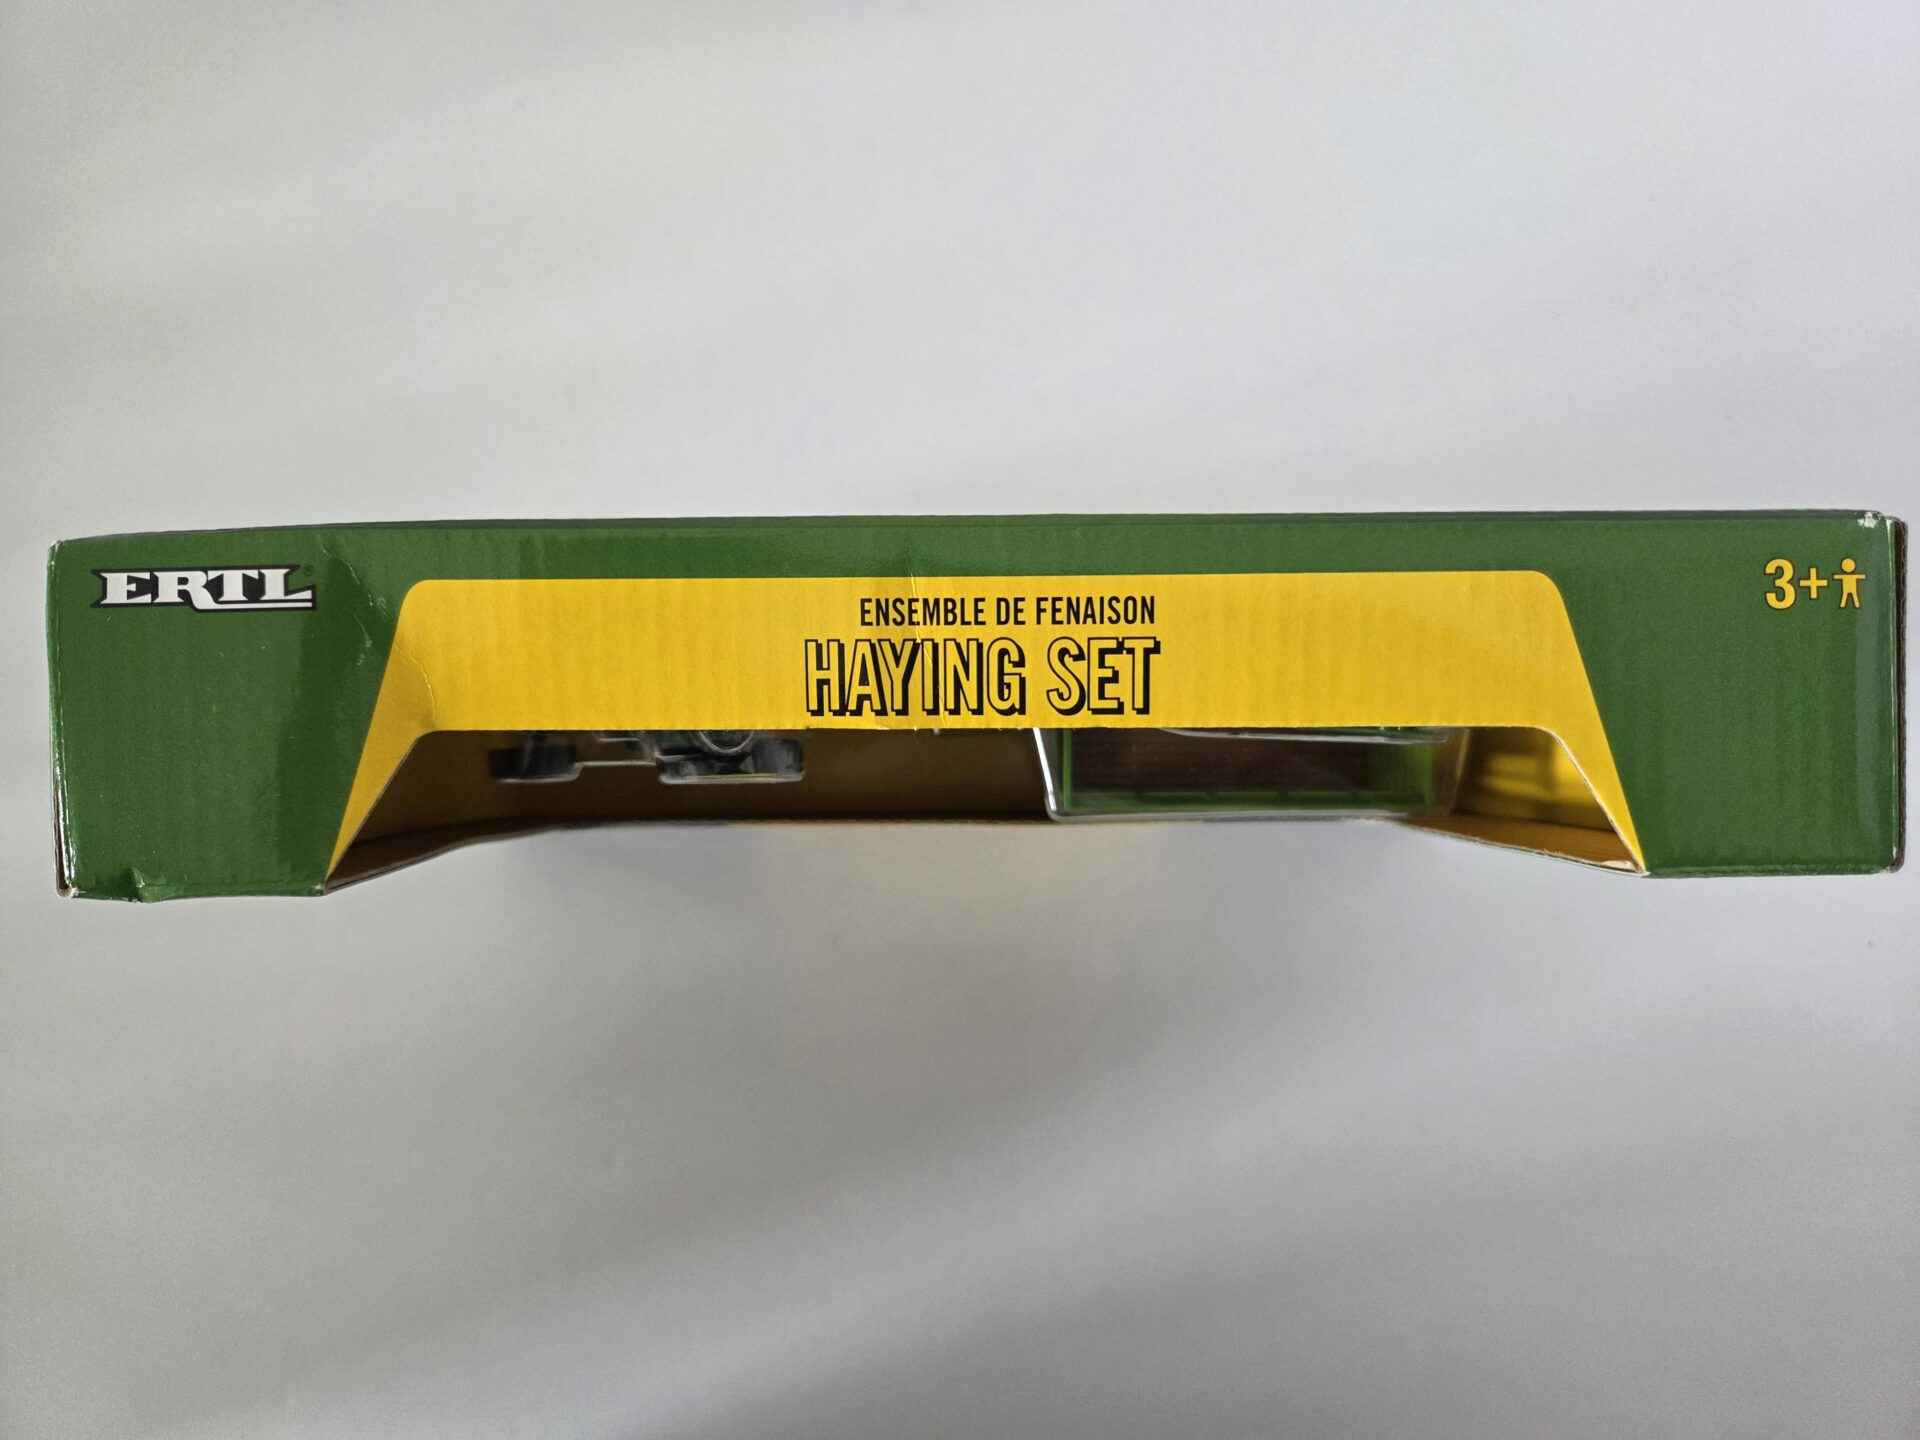 ERTL®
ENSEMBLE DE FENAISON
HAYING SET
3+